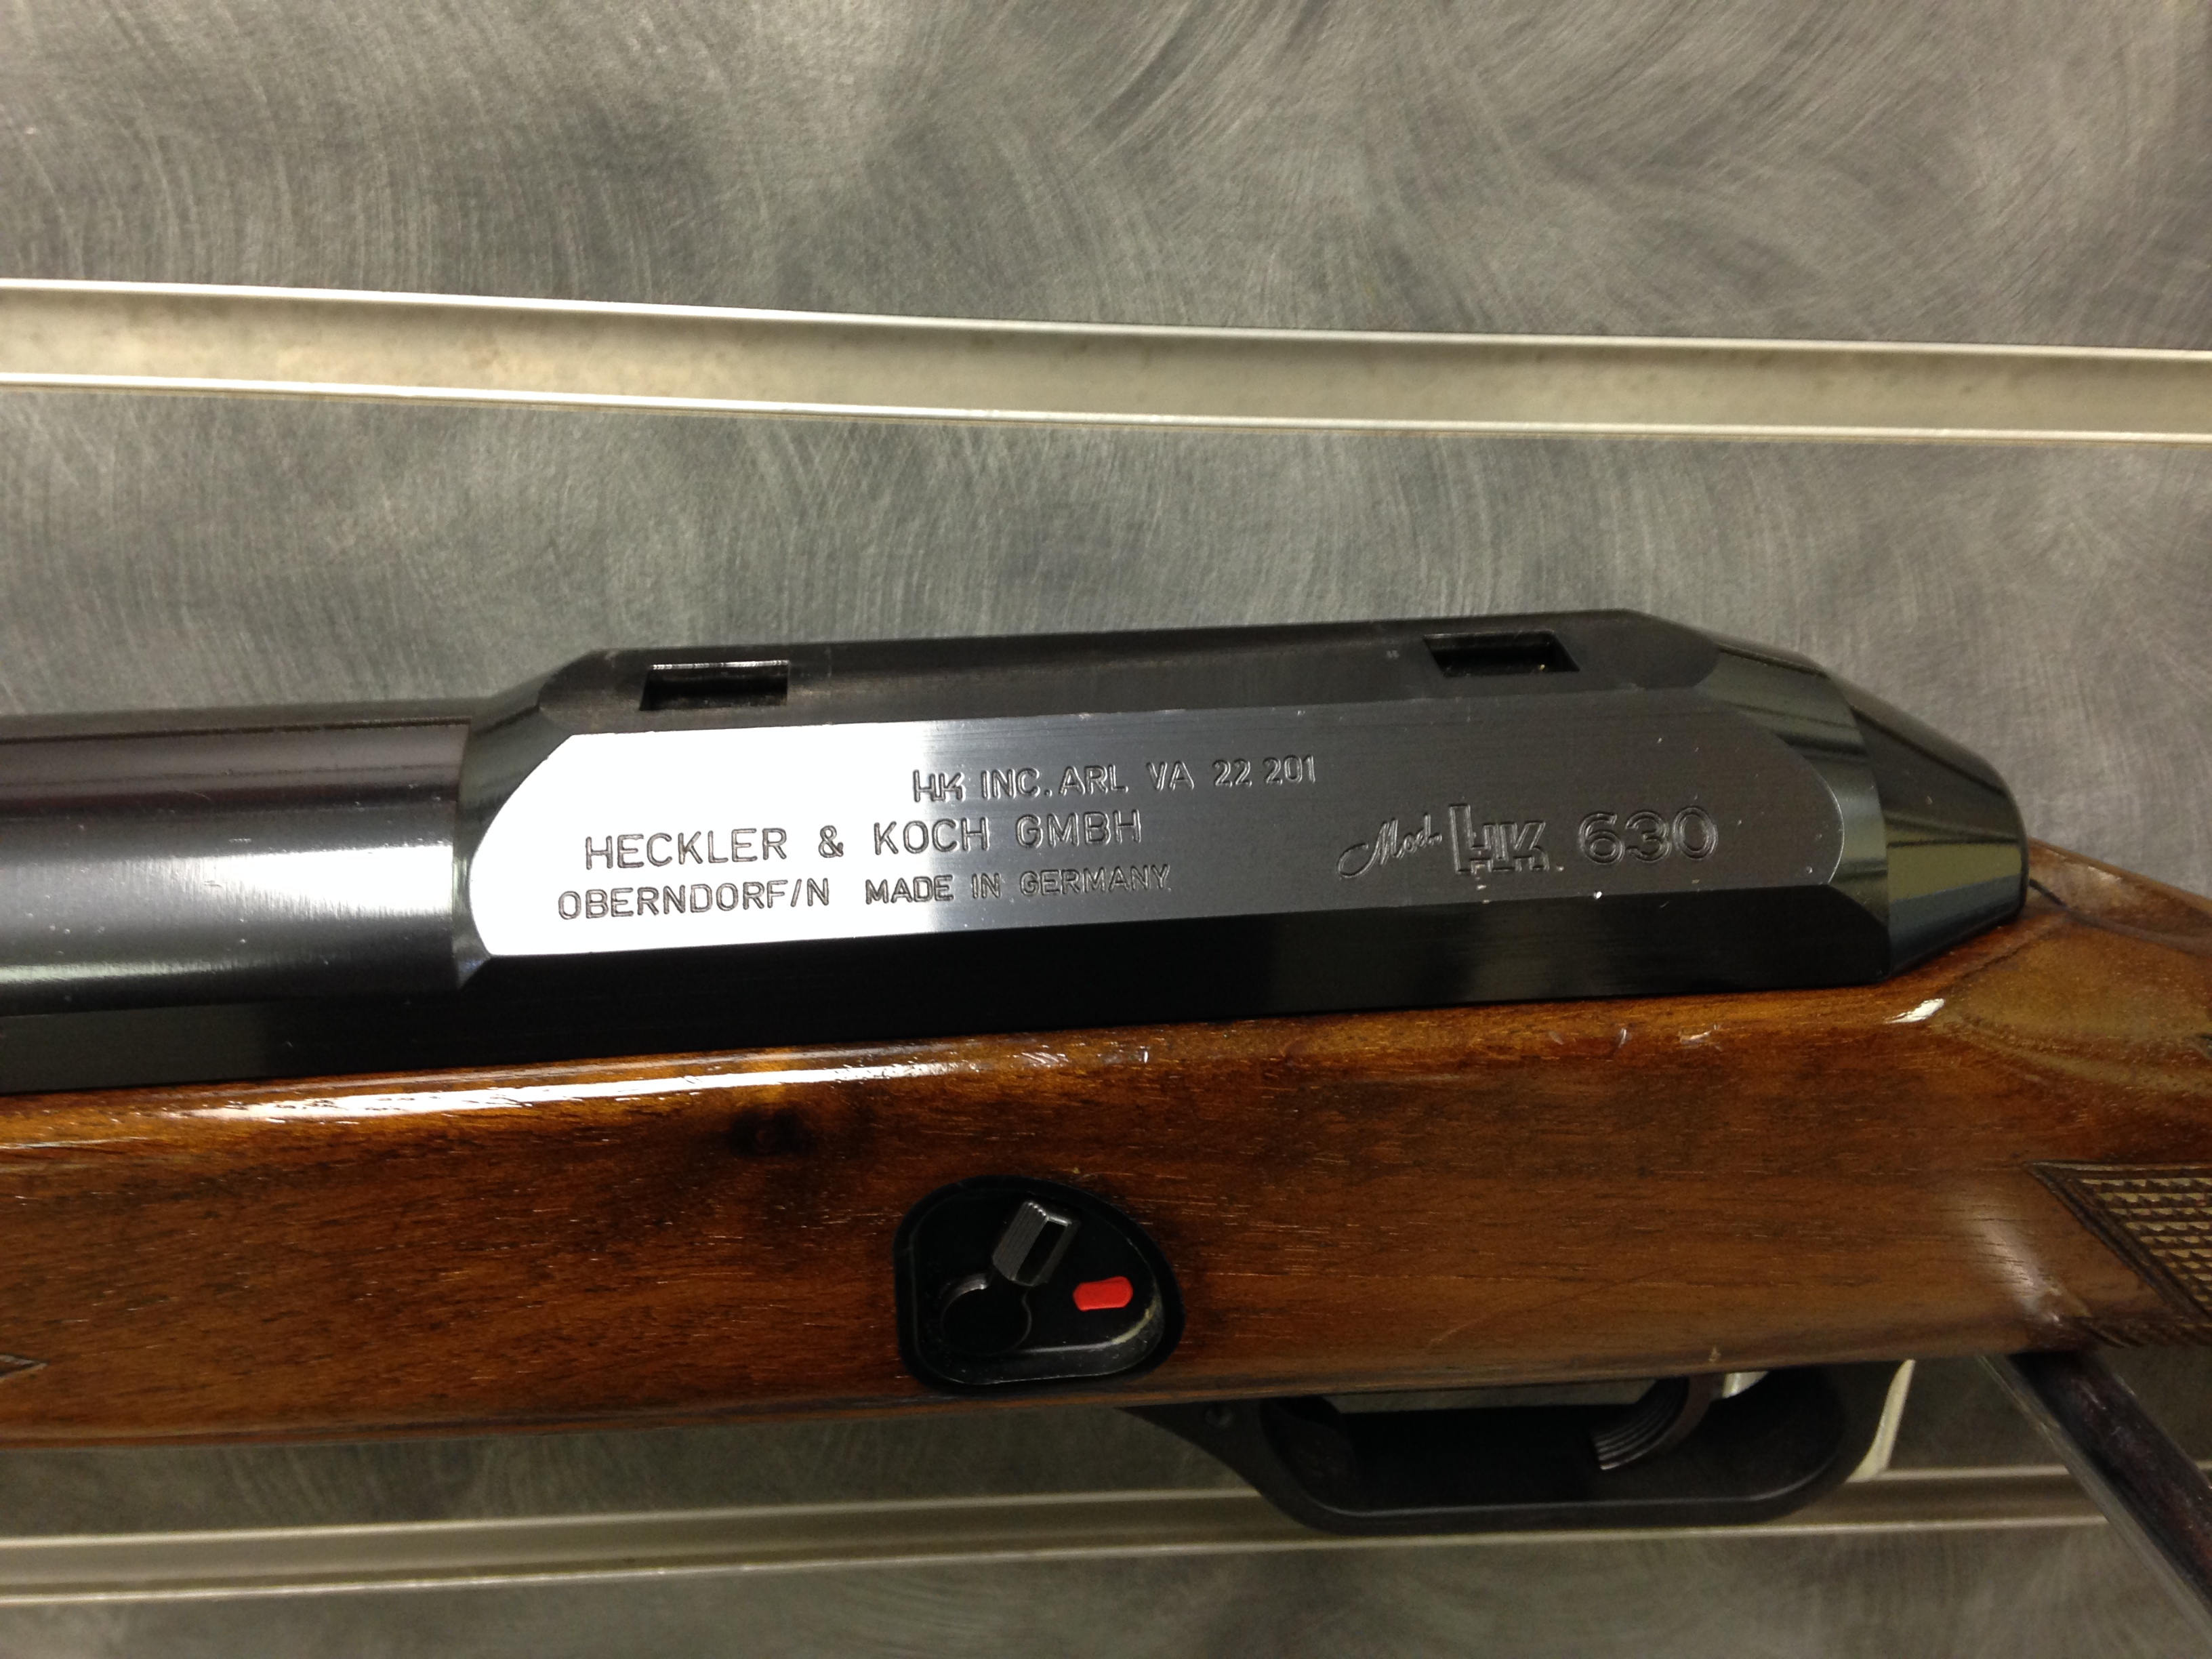 HK INC. ARL VA 22 201
HECKLER & KOCH GMBH
OBERNDORF/N MADE IN GERMANY
Mod. HK 630